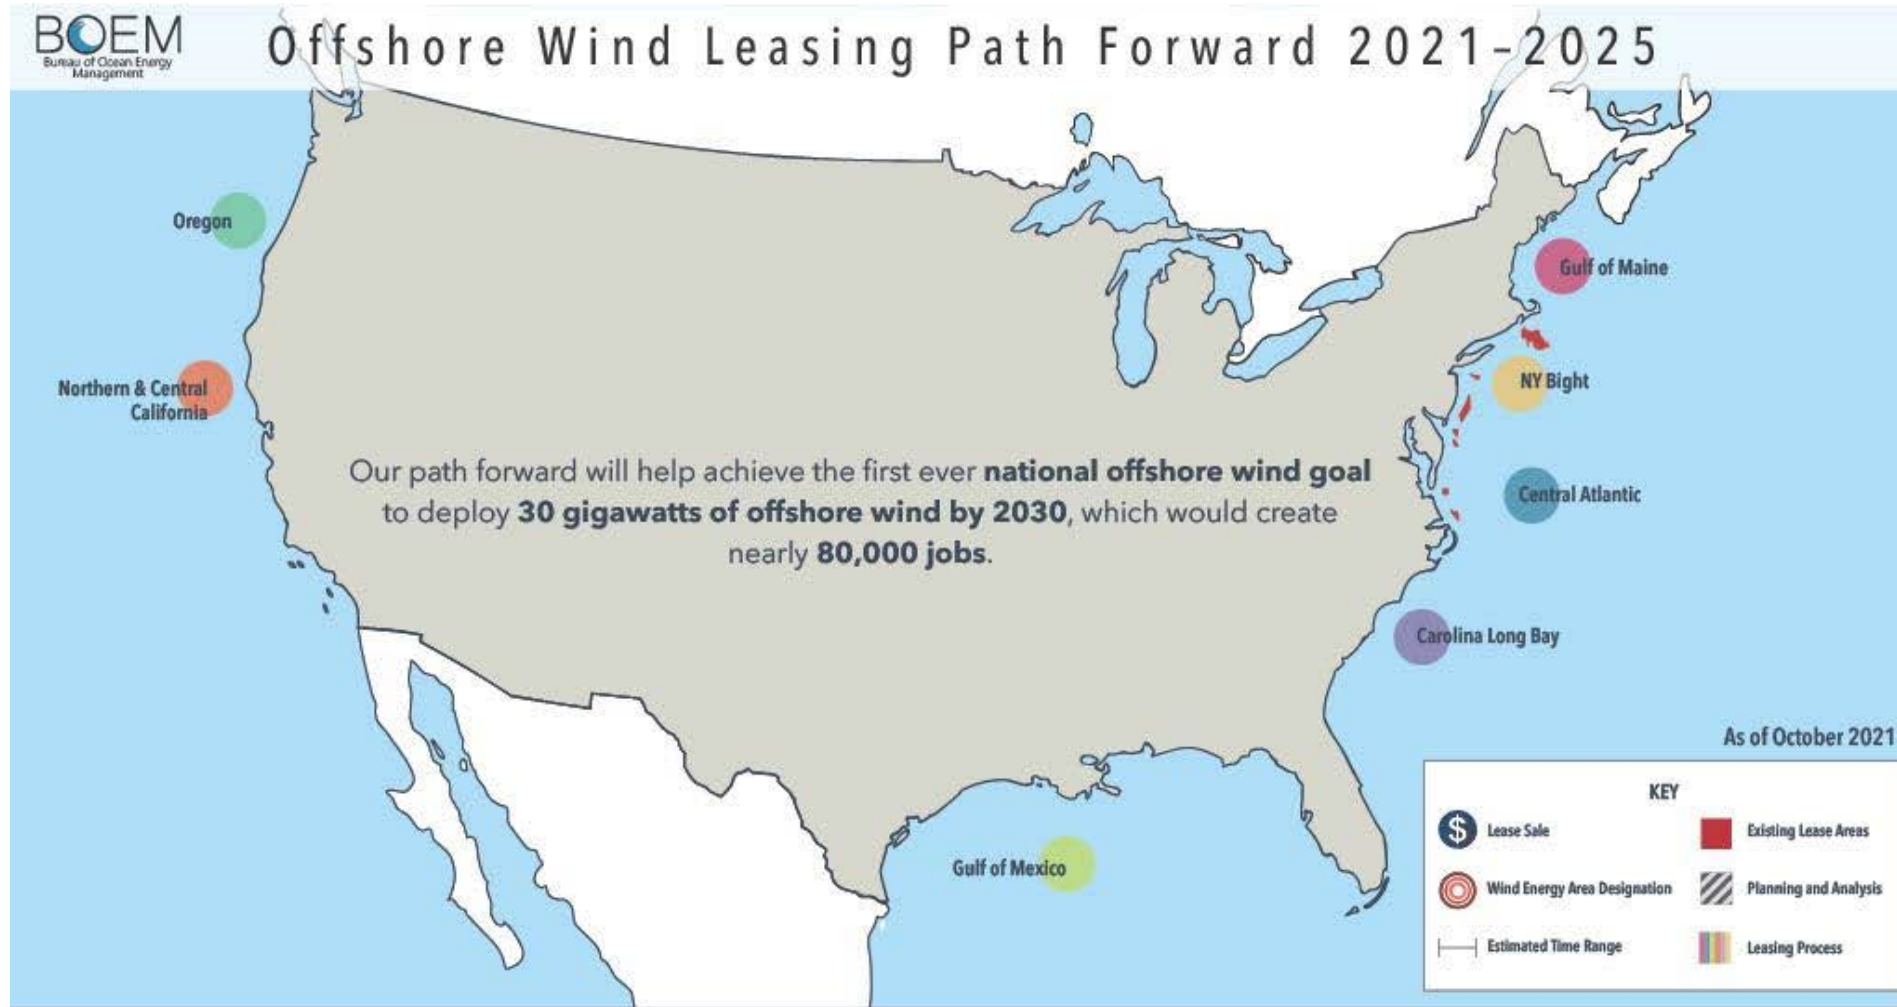 BOEM
Bureau of Ocean Energy
Management
Offshore Wind Leasing Path Forward 2021-2025
Oregon
Gulf of Maine
Northern & Central
California
NY Bight
Our path forward will help achieve the first ever national offshore wind goal
to deploy 30 gigawatts of offshore wind by 2030, which would create
nearly 80,000 jobs.
Central Atlantic
Carolina Long Bay
Gulf of Mexico
As of October 2021
KEY
$ Lease Sale
Existing Lease Areas
Wind Energy Area Designation
Planning and Analysis
Estimated Time Range
Leasing Process